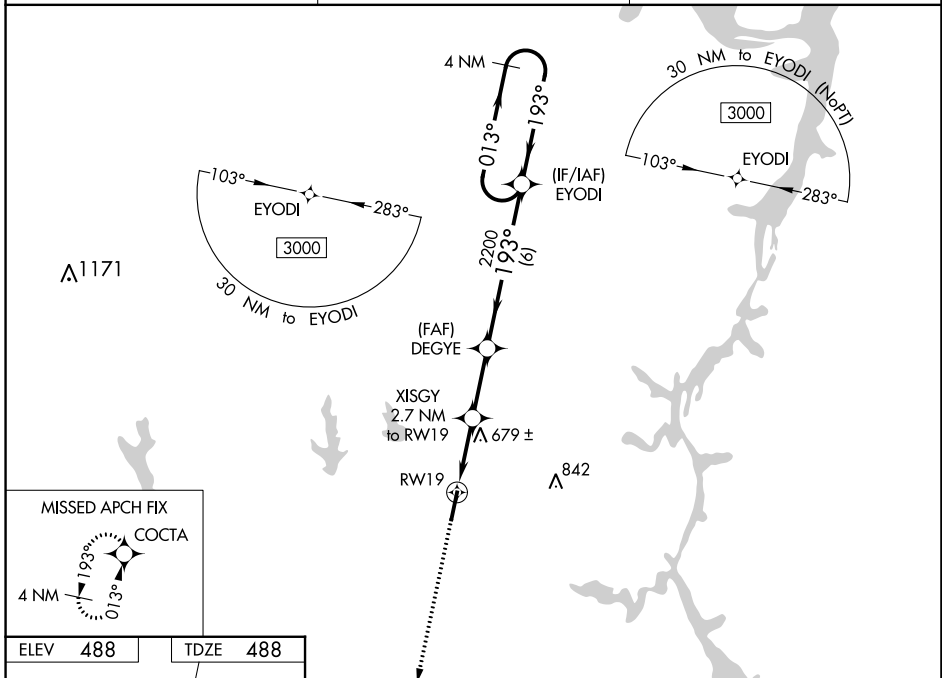 4 NM
013°
193°
30 NM to EYODI (NoPT)
3000
103°
EYODI
283°
(IF/IAF)
EYODI
103°
EYODI
283°
3000
30 NM to EYODI
1171
2200
193°
(6)
(FAF)
DEGYE
XISGY
2.7 NM
to RW19
679 ±
RW19
842
MISSED APCH FIX
COCTA
193°
4 NM
013°
ELEV 488
TDZE 488